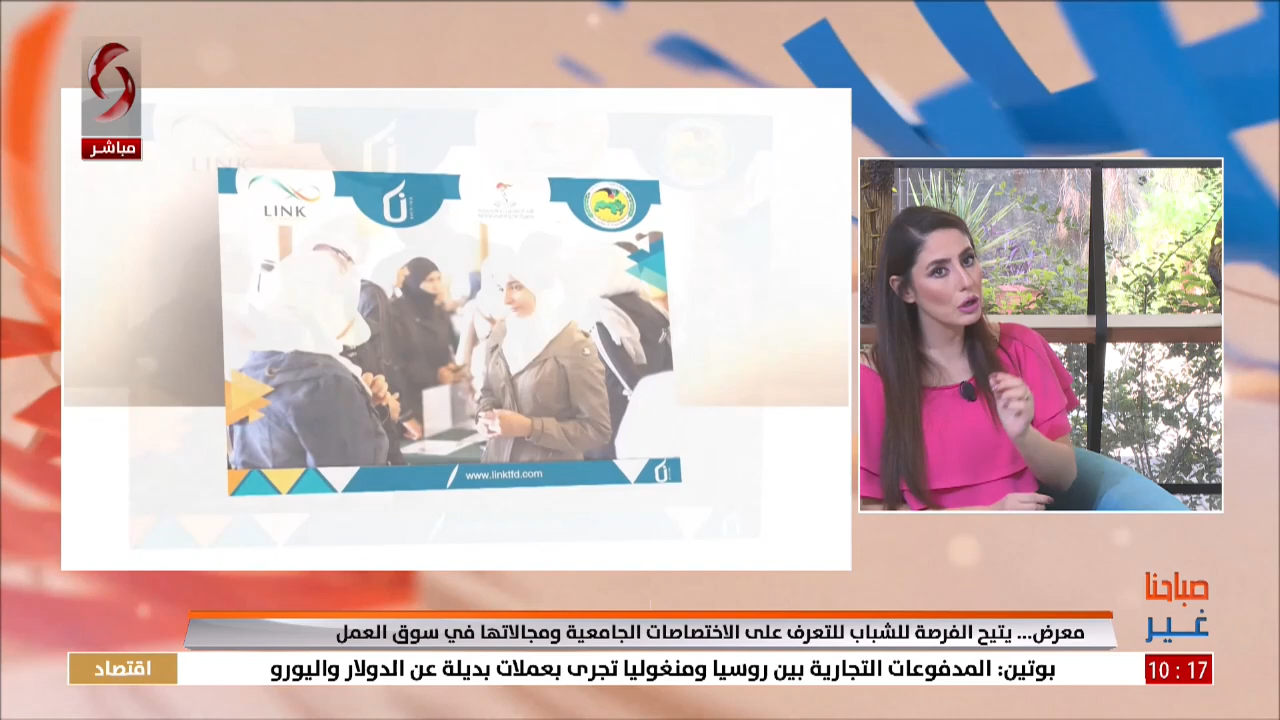 مباشر
LINK
www.linktfd.com
صباحنا
غير
معرض... يتيح الفرصة للشباب للتعرف على الاختصاصات الجامعية ومجالاتها في سوق العمل
10:17
بوتين: المدفوعات التجارية بين روسيا ومنغوليا تجرى بعملات بديلة عن الدولار واليورو
اقتصاد